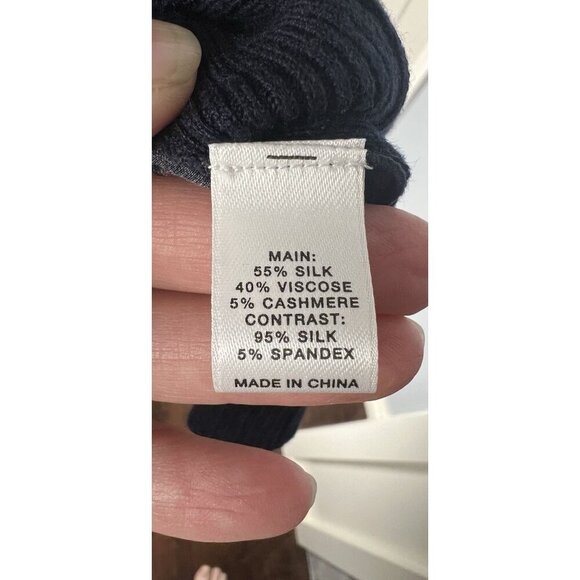 MAIN:
55% SILK
40% VISCOSE
5% CASHMERE
CONTRAST:
95% SILK
5% SPANDEX
MADE IN CHINA